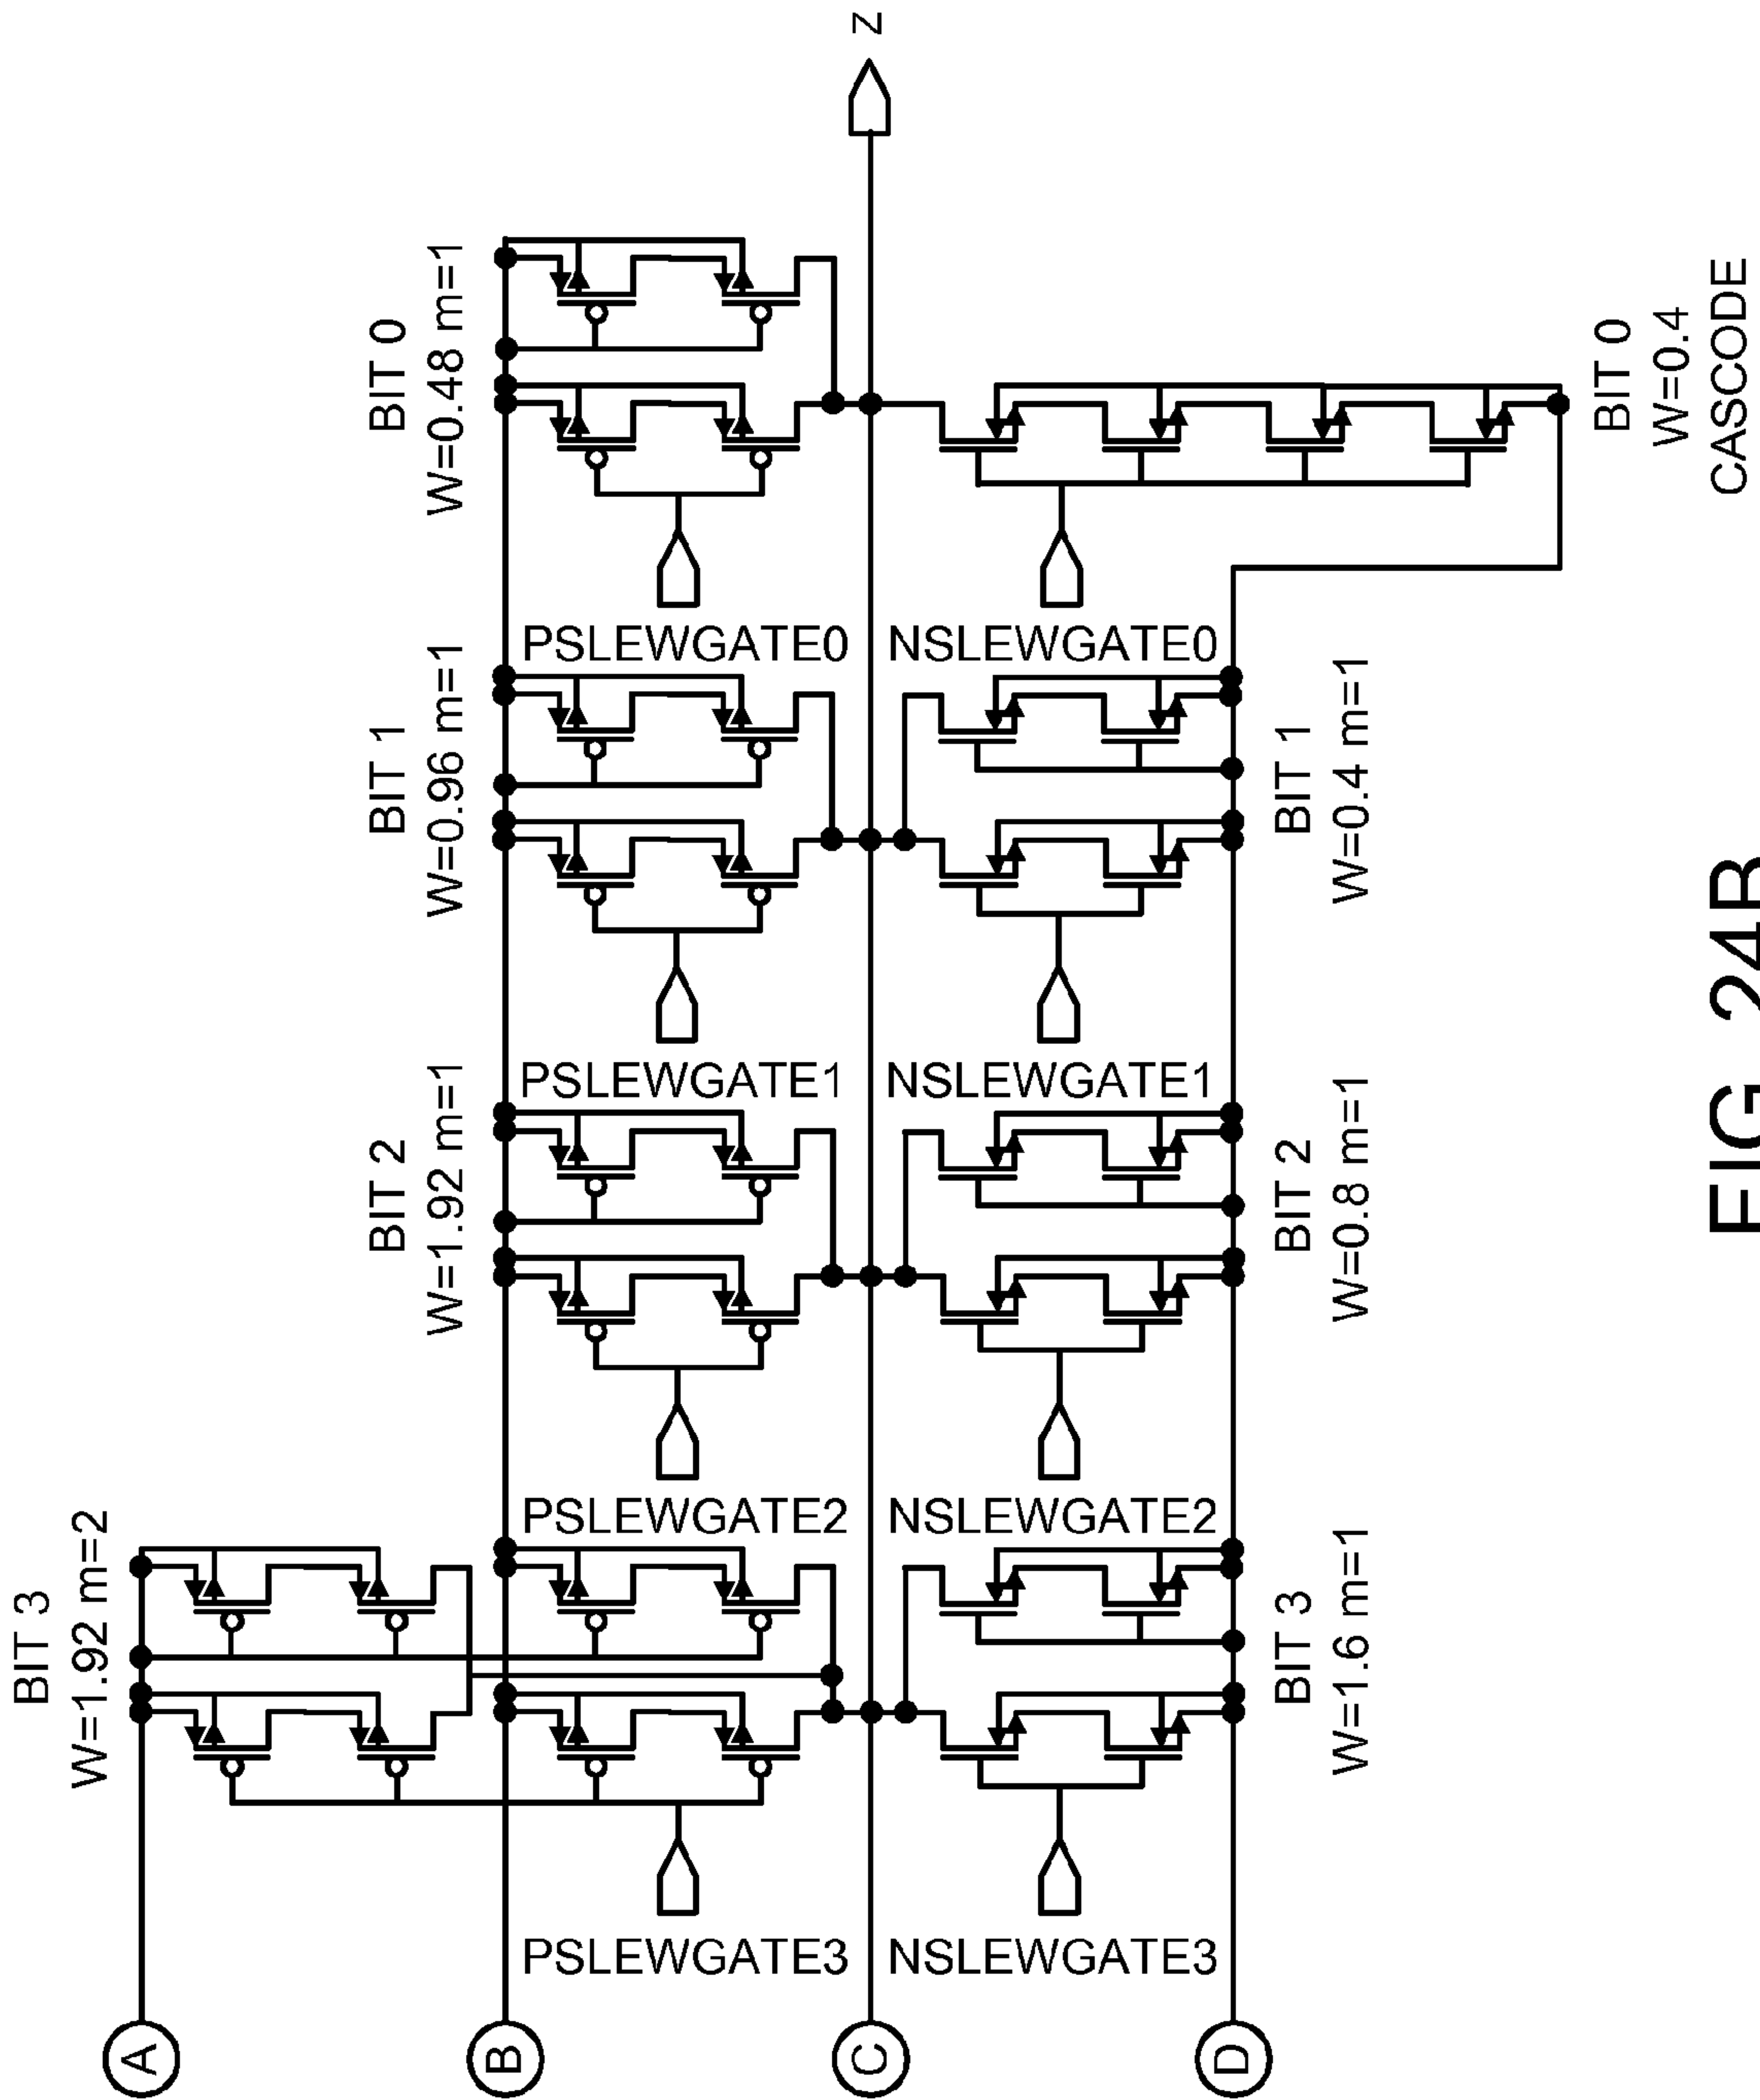 BIT 3
W=1.92 m=2
BIT 2
W=1.92 m=1
BIT 1
W=0.96 m=1
BIT 0
W=0.48 m=1
A
B
C
D
Z
PSLEWGATE3
PSLEWGATE2
PSLEWGATE1
PSLEWGATE0
NSLEWGATE3
NSLEWGATE2
NSLEWGATE1
NSLEWGATE0
BIT 3
W=1.6 m=1
BIT 2
W=0.8 m=1
BIT 1
W=0.4 m=1
BIT 0
W=0.4
CASCODE
FIG. 24B